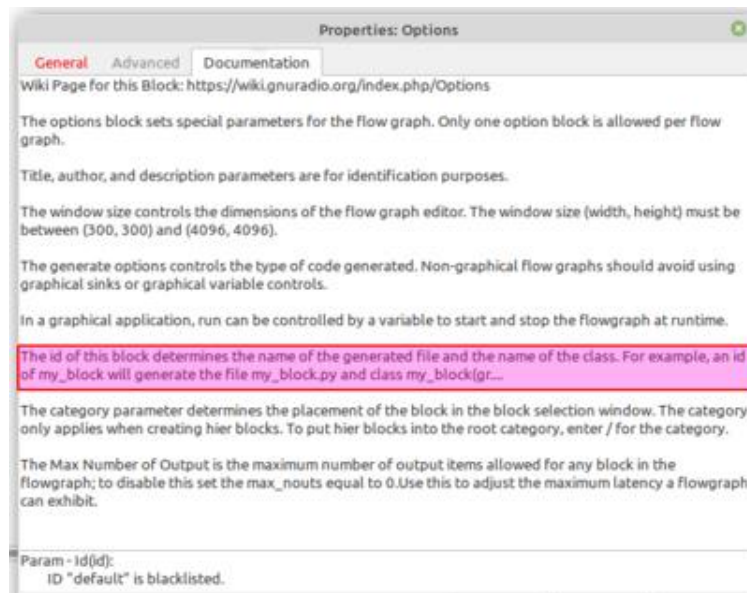 Properties: Options
General Advanced Documentation
Wiki Page for this Block: https://wiki.gnuradio.org/index.php/Options
The options block sets special parameters for the flow graph. Only one option block is allowed per flow
graph.
Title, author, and description parameters are for identification purposes.
The window size controls the dimensions of the flow graph editor. The window size (width, height) must be
between (300, 300) and (4096, 4096).
The generate options controls the type of code generated. Non-graphical flow graphs should avoid using
graphical sinks or graphical variable controls.
In a graphical application, run can be controlled by a variable to start and stop the flowgraph at runtime.
The id of this block determines the name of the generated file and the name of the class. For example, an id
of my_block will generate the file my_block.py and class my_block(gr....
The category parameter determines the placement of the block in the block selection window. The category
only applies when creating hier blocks. To put hier blocks into the root category, enter / for the category.
The Max Number of Output is the maximum number of output items allowed for any block in the
flowgraph; to disable this set the max_nouts equal to 0.Use this to adjust the maximum latency a flowgraph
can exhibit.
Param - Id(id):
ID "default" is blacklisted.